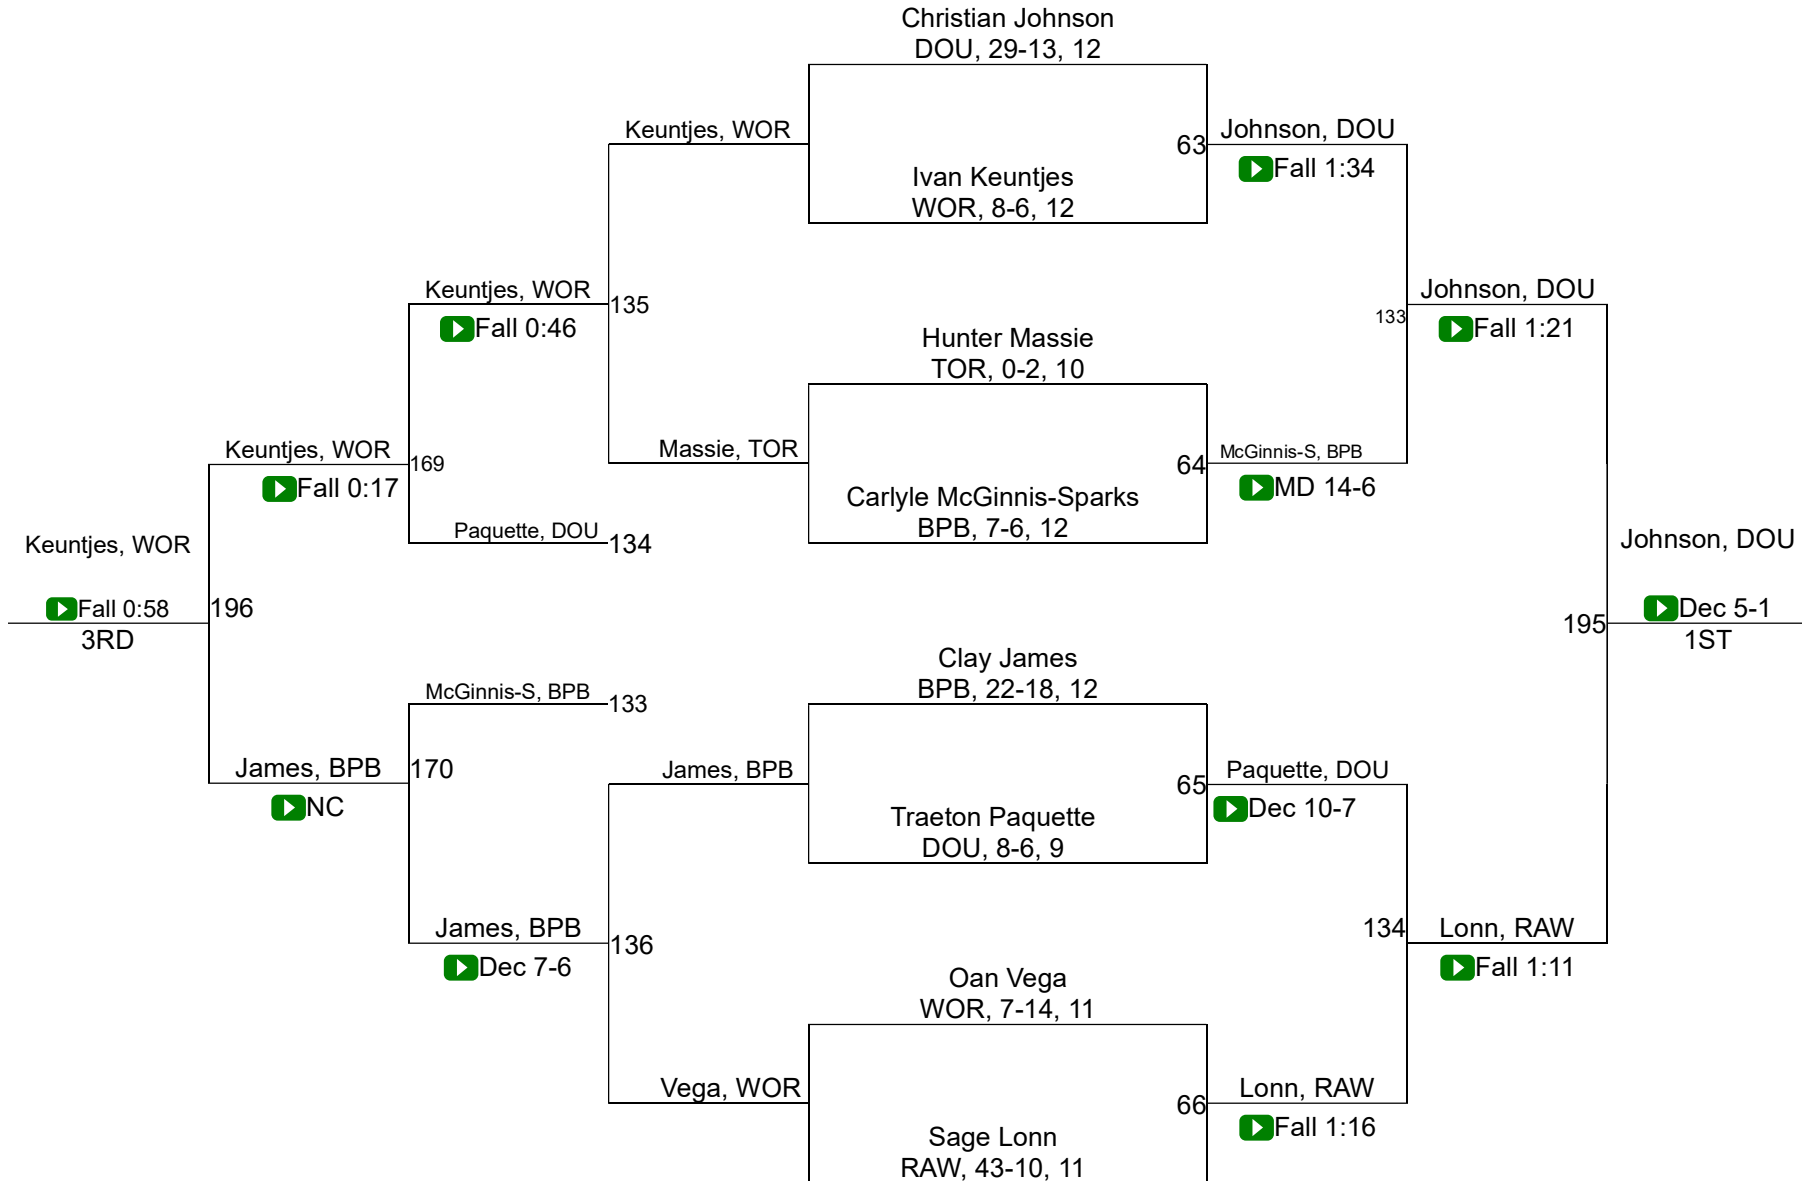 Christian Johnson
DOU, 29-13, 12
Keuntjes, WOR
63
Johnson, DOU
Fall 1:34
Ivan Keuntjes
WOR, 8-6, 12
Keuntjes, WOR
135
Fall 0:46
133
Johnson, DOU
Fall 1:21
Hunter Massie
TOR, 0-2, 10
Keuntjes, WOR
169
Fall 0:17
Massie, TOR
64
McGinnis-S, BPB
MD 14-6
Carlyle McGinnis-Sparks
BPB, 7-6, 12
Paquette, DOU
134
Keuntjes, WOR
Fall 0:58
3RD
196
Johnson, DOU
195
Dec 5-1
1ST
Clay James
BPB, 22-18, 12
McGinnis-S, BPB
133
James, BPB
170
NC
James, BPB
65
Paquette, DOU
Dec 10-7
Traeton Paquette
DOU, 8-6, 9
James, BPB
136
Dec 7-6
134
Lonn, RAW
Fall 1:11
Oan Vega
WOR, 7-14, 11
Vega, WOR
66
Lonn, RAW
Fall 1:16
Sage Lonn
RAW, 43-10, 11